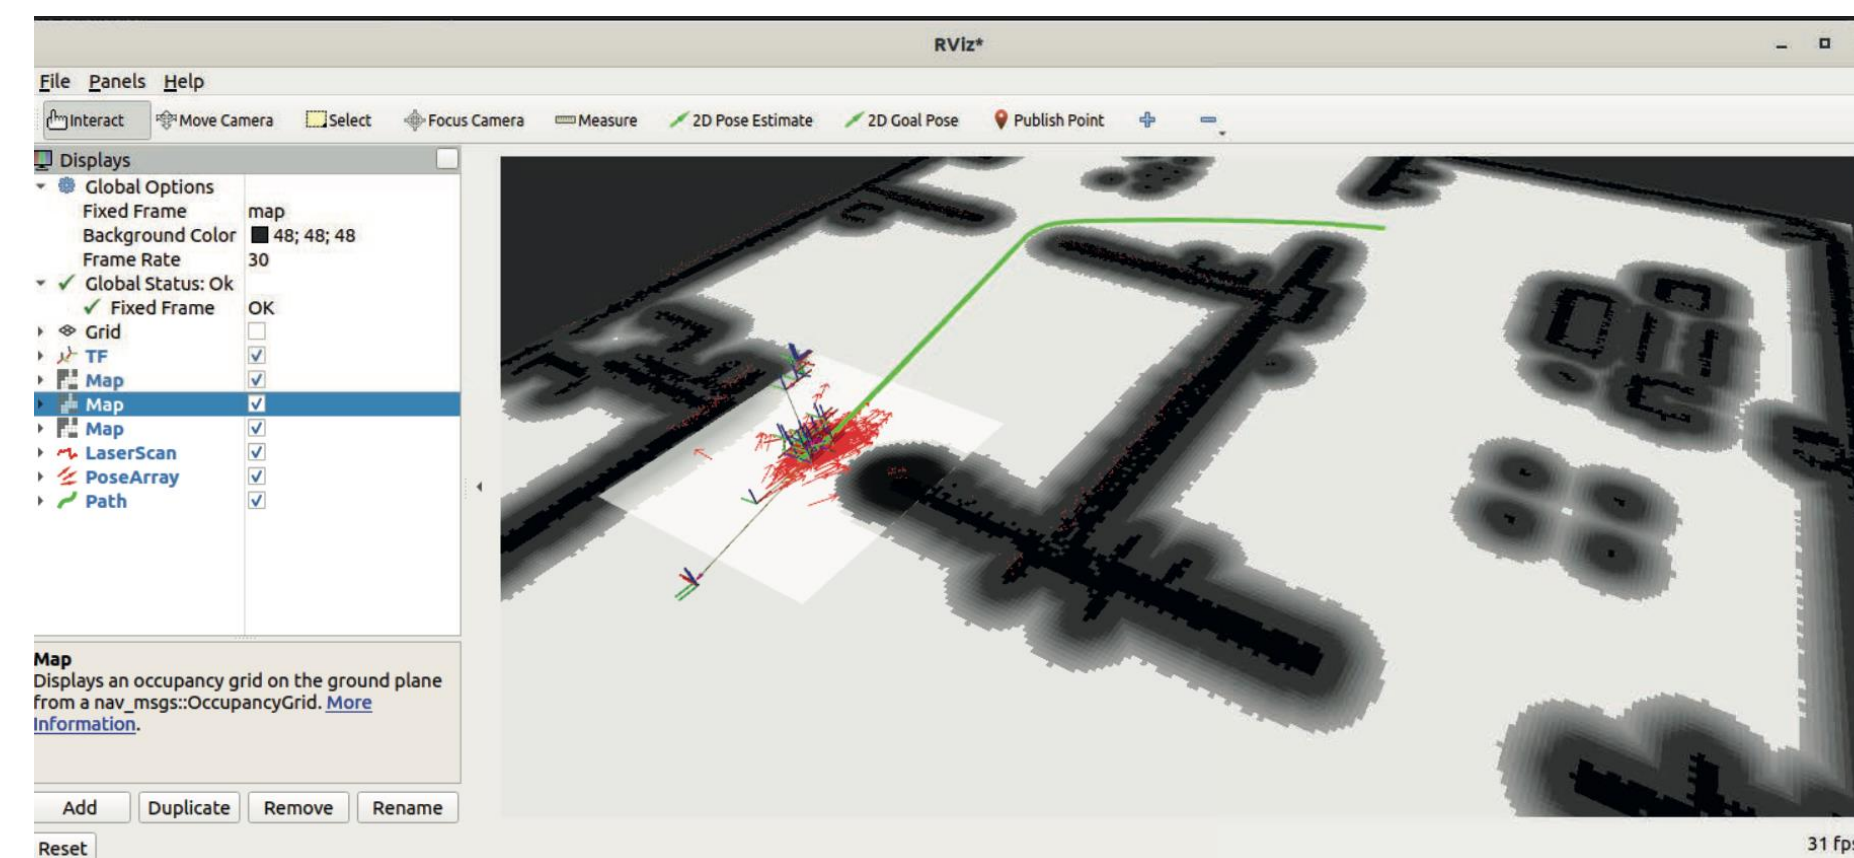 RViz*
File Panels Help
Interact Move Camera Select Focus Camera Measure 2D Pose Estimate 2D Goal Pose Publish Point
Displays
Global Options
Fixed Frame map
Background Color 48; 48; 48
Frame Rate 30
Global Status: Ok
Fixed Frame OK
Grid
TF
Map
Map
Map
LaserScan
PoseArray
Path
Map
Displays an occupancy grid on the ground plane
from a nav_msgs::OccupancyGrid. More
Information.
Add Duplicate Remove Rename
Reset
31 fps